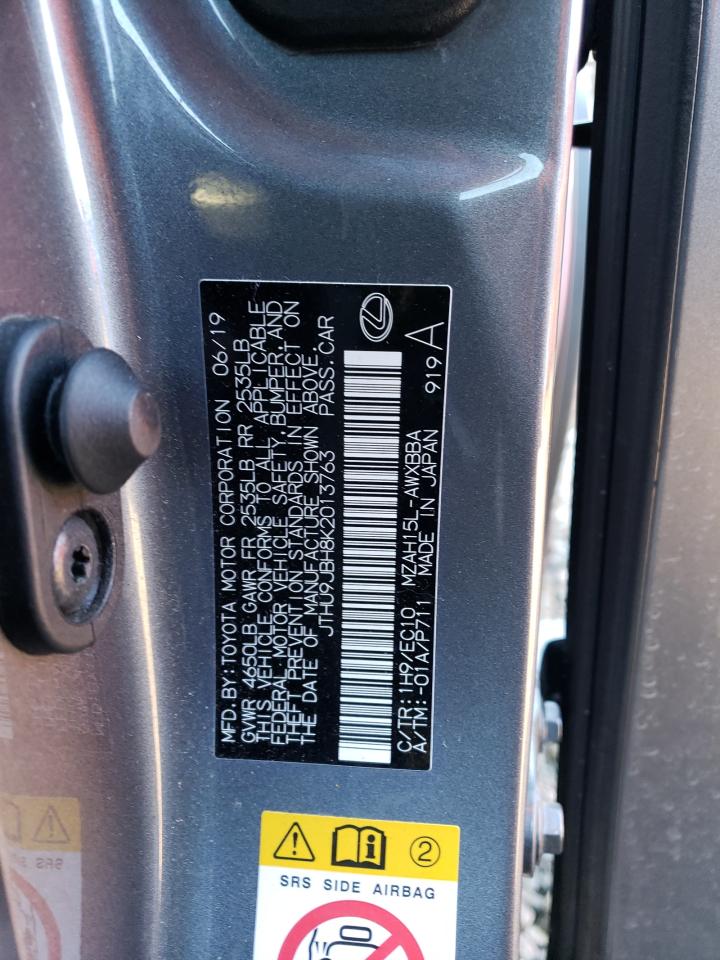 MFD.BY:TOYOTA MOTOR CORPORATION 06/19
GVWR 4650LB GAWR FR 2535LB RR 2535LB
THIS VEHICLE CONFORMS TO ALL APPLICABLE
FEDERAL MOTOR VEHICLE SAFETY, BUMPER, AND
THEFT PREVENTION STANDARDS IN EFFECT ON
THE DATE OF MANUFACTURE SHOWN ABOVE.
JTHU9JBH8K2013763 PASS.CAR
C/TR:1H9/EC10 MZAH15L-AWXBBA
A/TM:-01A/P711 MADE IN JAPAN 919 A
2
SRS SIDE AIRBAG